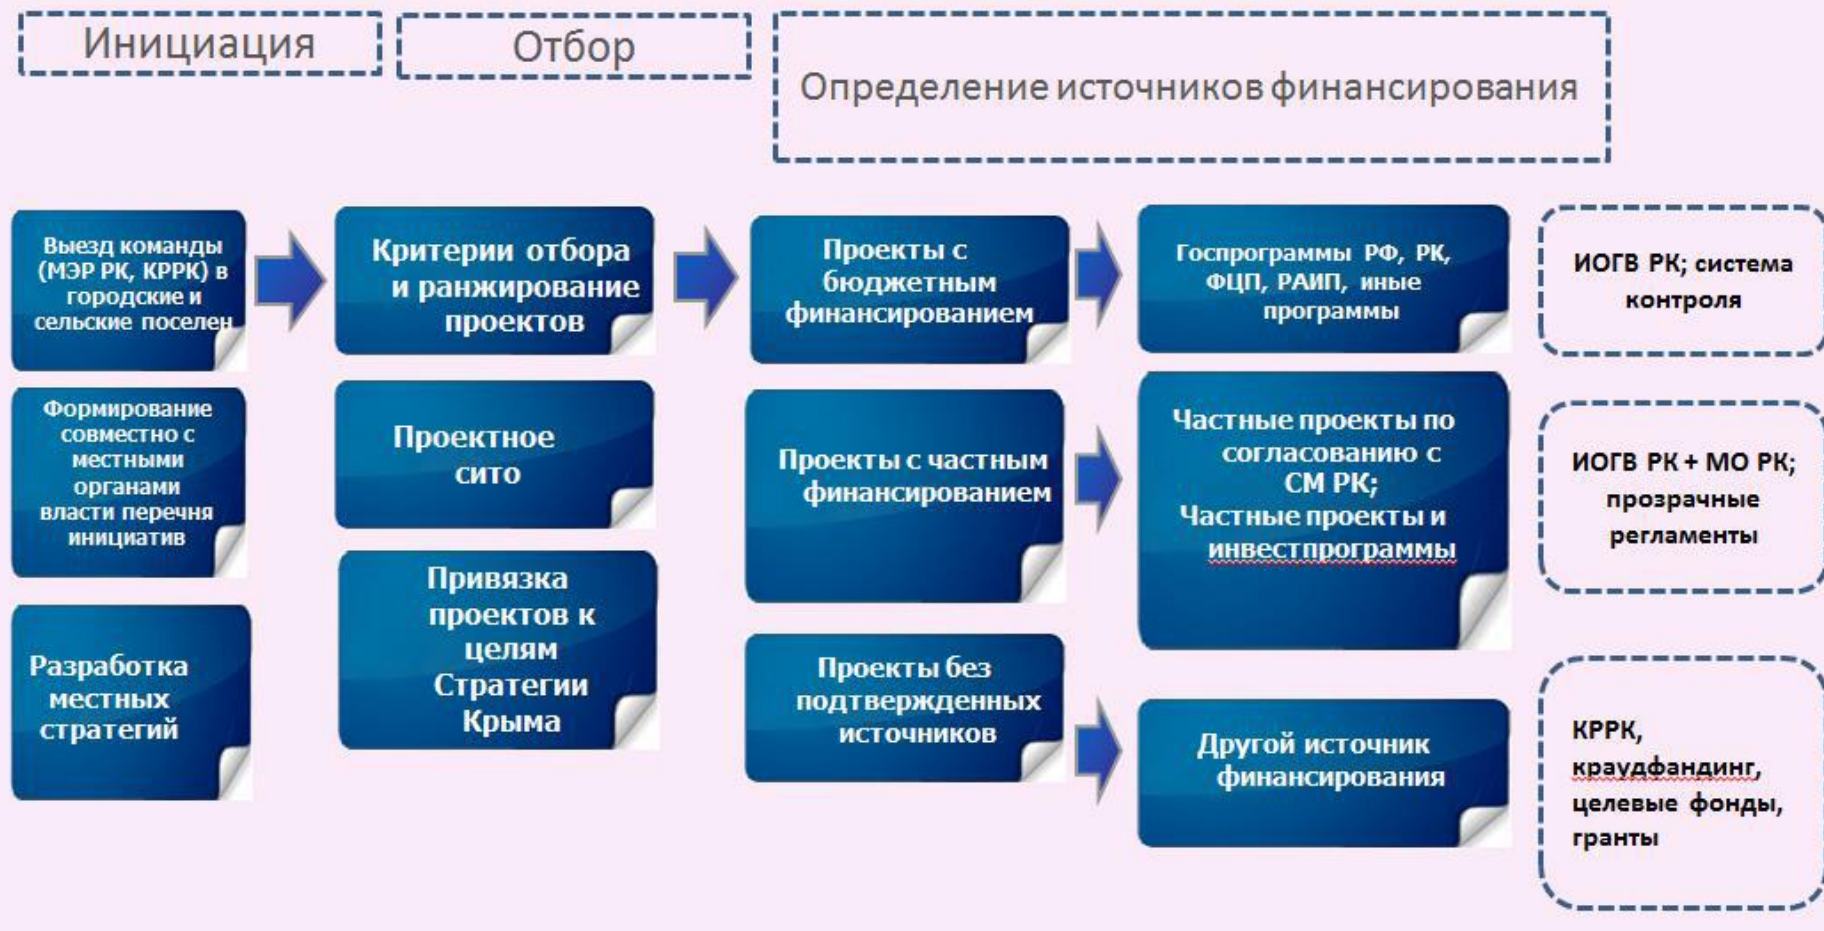 Инициация
Отбор
Определение источников финансирования
Выезд команды
(МЭР РК, КРРК) в
городские и
сельские поселен
Формирование
совместно с
местными
органами
власти перечня
инициатив
Разработка
местных
стратегий
Критерии отбора
и ранжирование
проектов
Проектное
сито
Привязка
проектов к
целям
Стратегии
Крыма
Проекты с
бюджетным
финансированием
Проекты с частным
финансированием
Проекты без
подтвержденных
источников
Госпрограммы РФ, РК,
ФЦП, РАИП, иные
программы
Частные проекты по
согласованию с
СМ РК;
Частные проекты и
инвестпрограммы
Другой источник
финансирования
ИОГВ РК; система
контроля
ИОГВ РК + МО РК;
прозрачные
регламенты
КРРК,
краудфандинг,
целевые фонды,
гранты